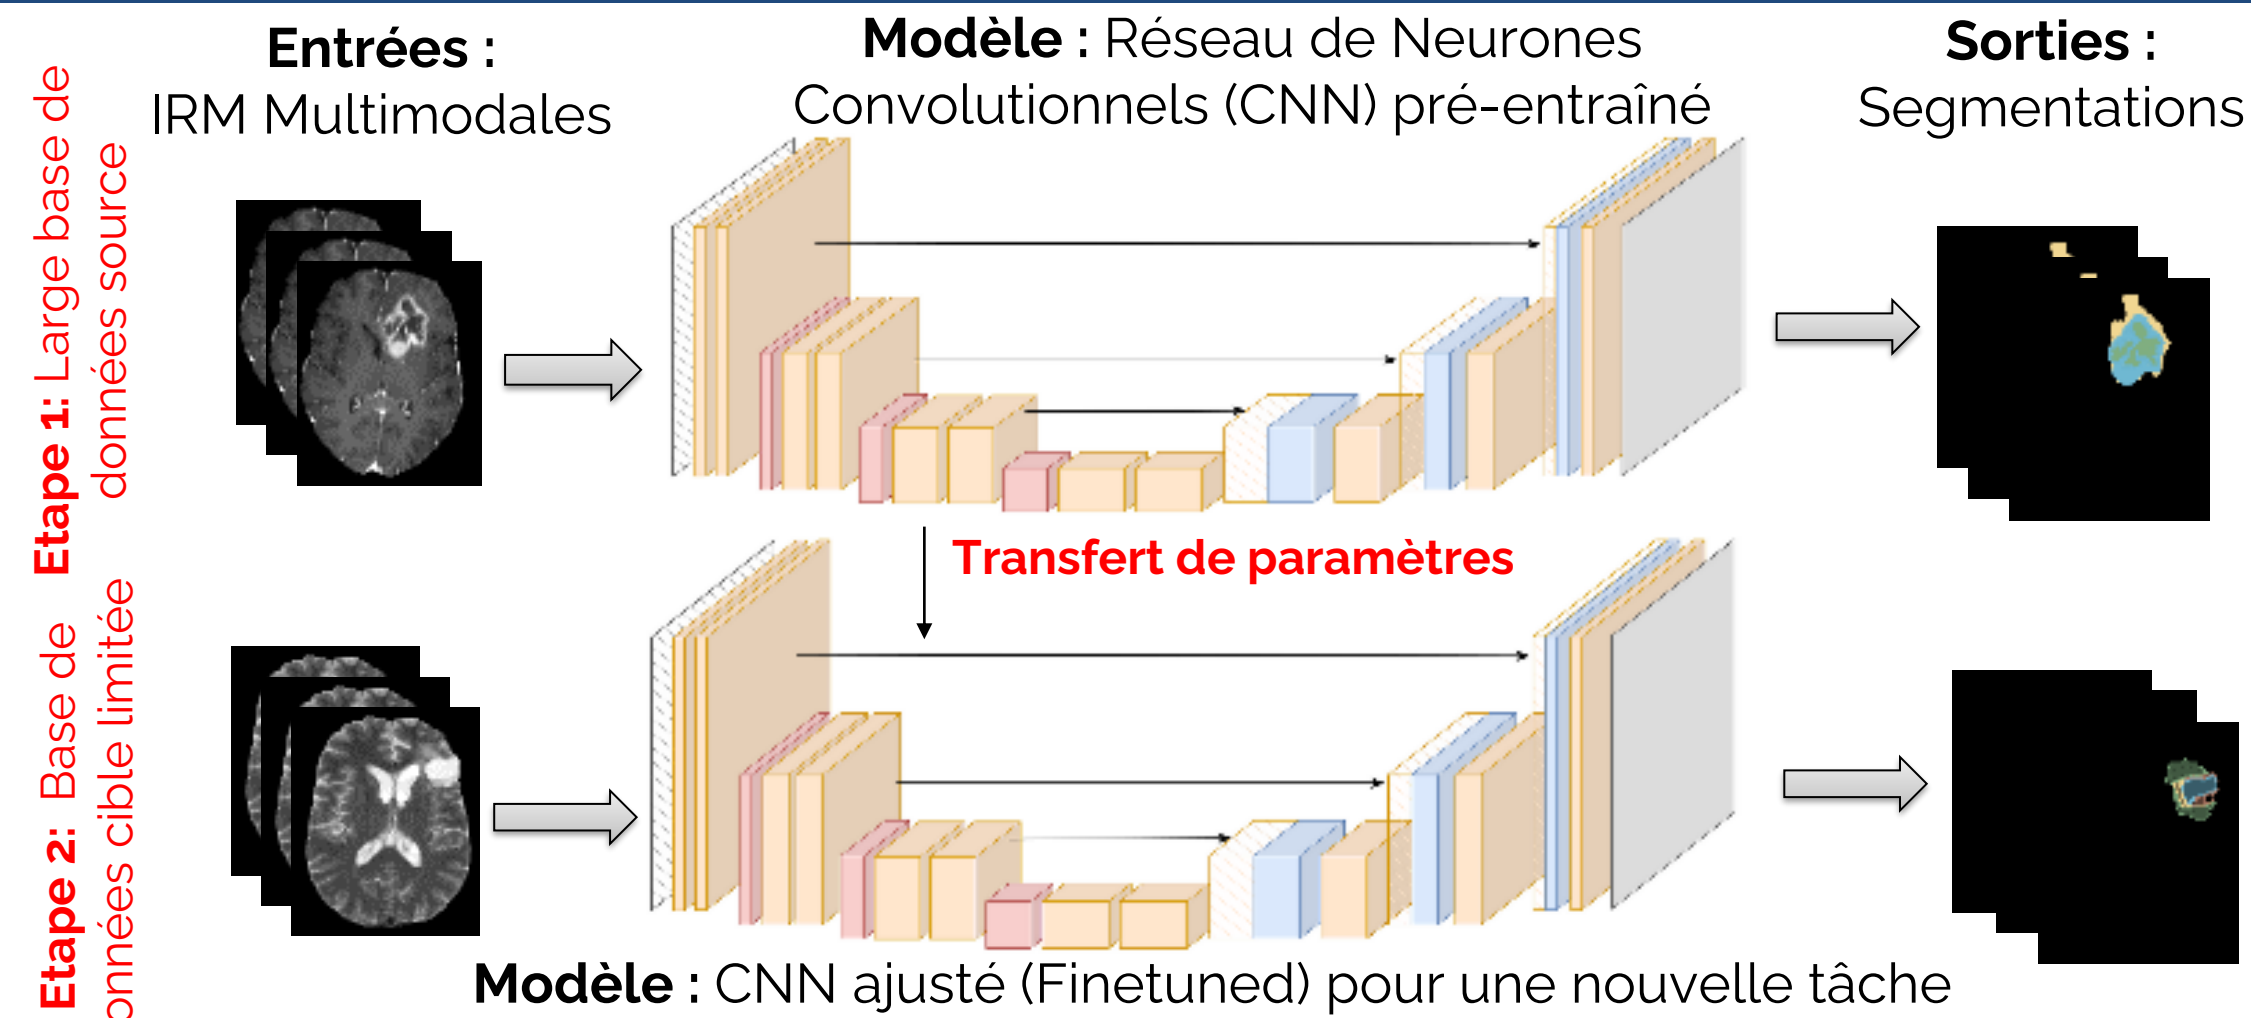 Entrées :
IRM Multimodales
Modèle : Réseau de Neurones
Convolutionnels (CNN) pré-entraîné
Sorties :
Segmentations
Etape 1: Large base de
données source
Transfert de paramètres
Etape 2: Base de
onnées cible limitée
Modèle : CNN ajusté (Finetuned) pour une nouvelle tâche